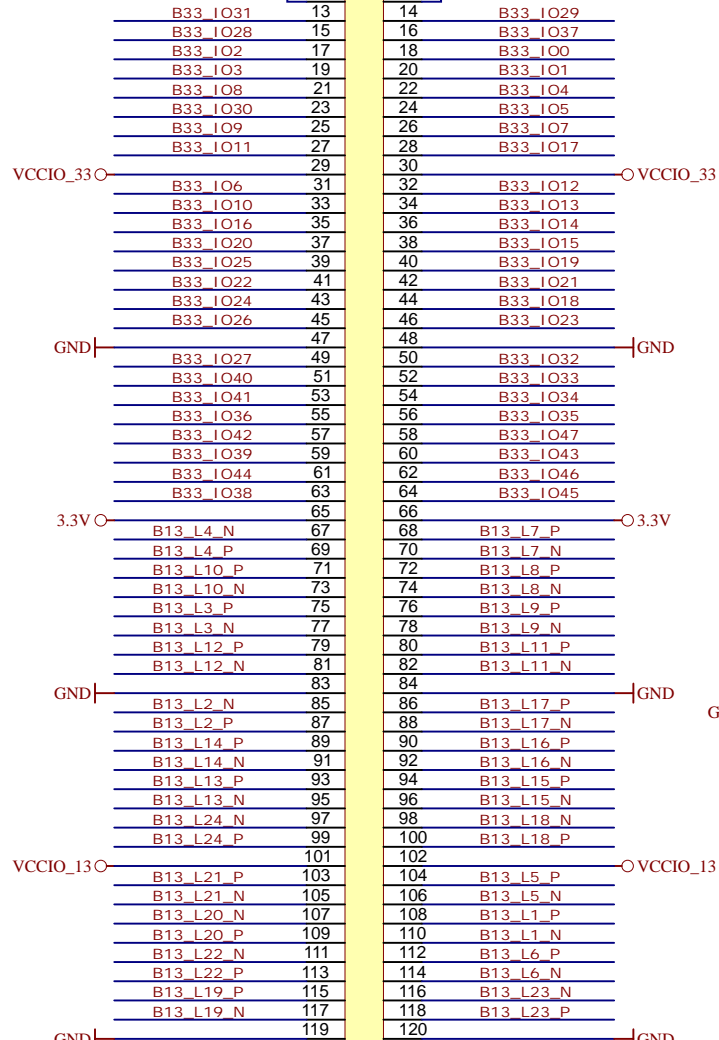 B33_IO31 13 14 B33_IO29
B33_IO28 15 16 B33_IO37
B33_IO2 17 18 B33_IO0
B33_IO3 19 20 B33_IO1
B33_IO8 21 22 B33_IO4
B33_IO30 23 24 B33_IO5
B33_IO9 25 26 B33_IO7
B33_IO11 27 28 B33_IO17
VCCIO_33 29 30 VCCIO_33
B33_IO6 31 32 B33_IO12
B33_IO10 33 34 B33_IO13
B33_IO16 35 36 B33_IO14
B33_IO20 37 38 B33_IO15
B33_IO25 39 40 B33_IO19
B33_IO22 41 42 B33_IO21
B33_IO24 43 44 B33_IO18
B33_IO26 45 46 B33_IO23
GND 47 48 GND
B33_IO27 49 50 B33_IO32
B33_IO40 51 52 B33_IO33
B33_IO41 53 54 B33_IO34
B33_IO36 55 56 B33_IO35
B33_IO42 57 58 B33_IO47
B33_IO39 59 60 B33_IO43
B33_IO44 61 62 B33_IO46
B33_IO38 63 64 B33_IO45
3.3V 65 66 3.3V
B13_L4_N 67 68 B13_L7_P
B13_L4_P 69 70 B13_L7_N
B13_L10_P 71 72 B13_L8_P
B13_L10_N 73 74 B13_L8_N
B13_L3_P 75 76 B13_L9_P
B13_L3_N 77 78 B13_L9_N
B13_L12_P 79 80 B13_L11_P
B13_L12_N 81 82 B13_L11_N
GND 83 84 GND
B13_L2_N 85 86 B13_L17_P
G
B13_L2_P 87 88 B13_L17_N
B13_L14_P 89 90 B13_L16_P
B13_L14_N 91 92 B13_L16_N
B13_L13_P 93 94 B13_L15_P
B13_L13_N 95 96 B13_L15_N
B13_L24_N 97 98 B13_L18_N
B13_L24_P 99 100 B13_L18_P
VCCIO_13 101 102 VCCIO_13
B13_L21_P 103 104 B13_L5_P
B13_L21_N 105 106 B13_L5_N
B13_L20_N 107 108 B13_L1_P
B13_L20_P 109 110 B13_L1_N
B13_L22_N 111 112 B13_L6_P
B13_L22_P 113 114 B13_L6_N
B13_L19_P 115 116 B13_L23_N
B13_L19_N 117 118 B13_L23_P
GND 119 120 GND